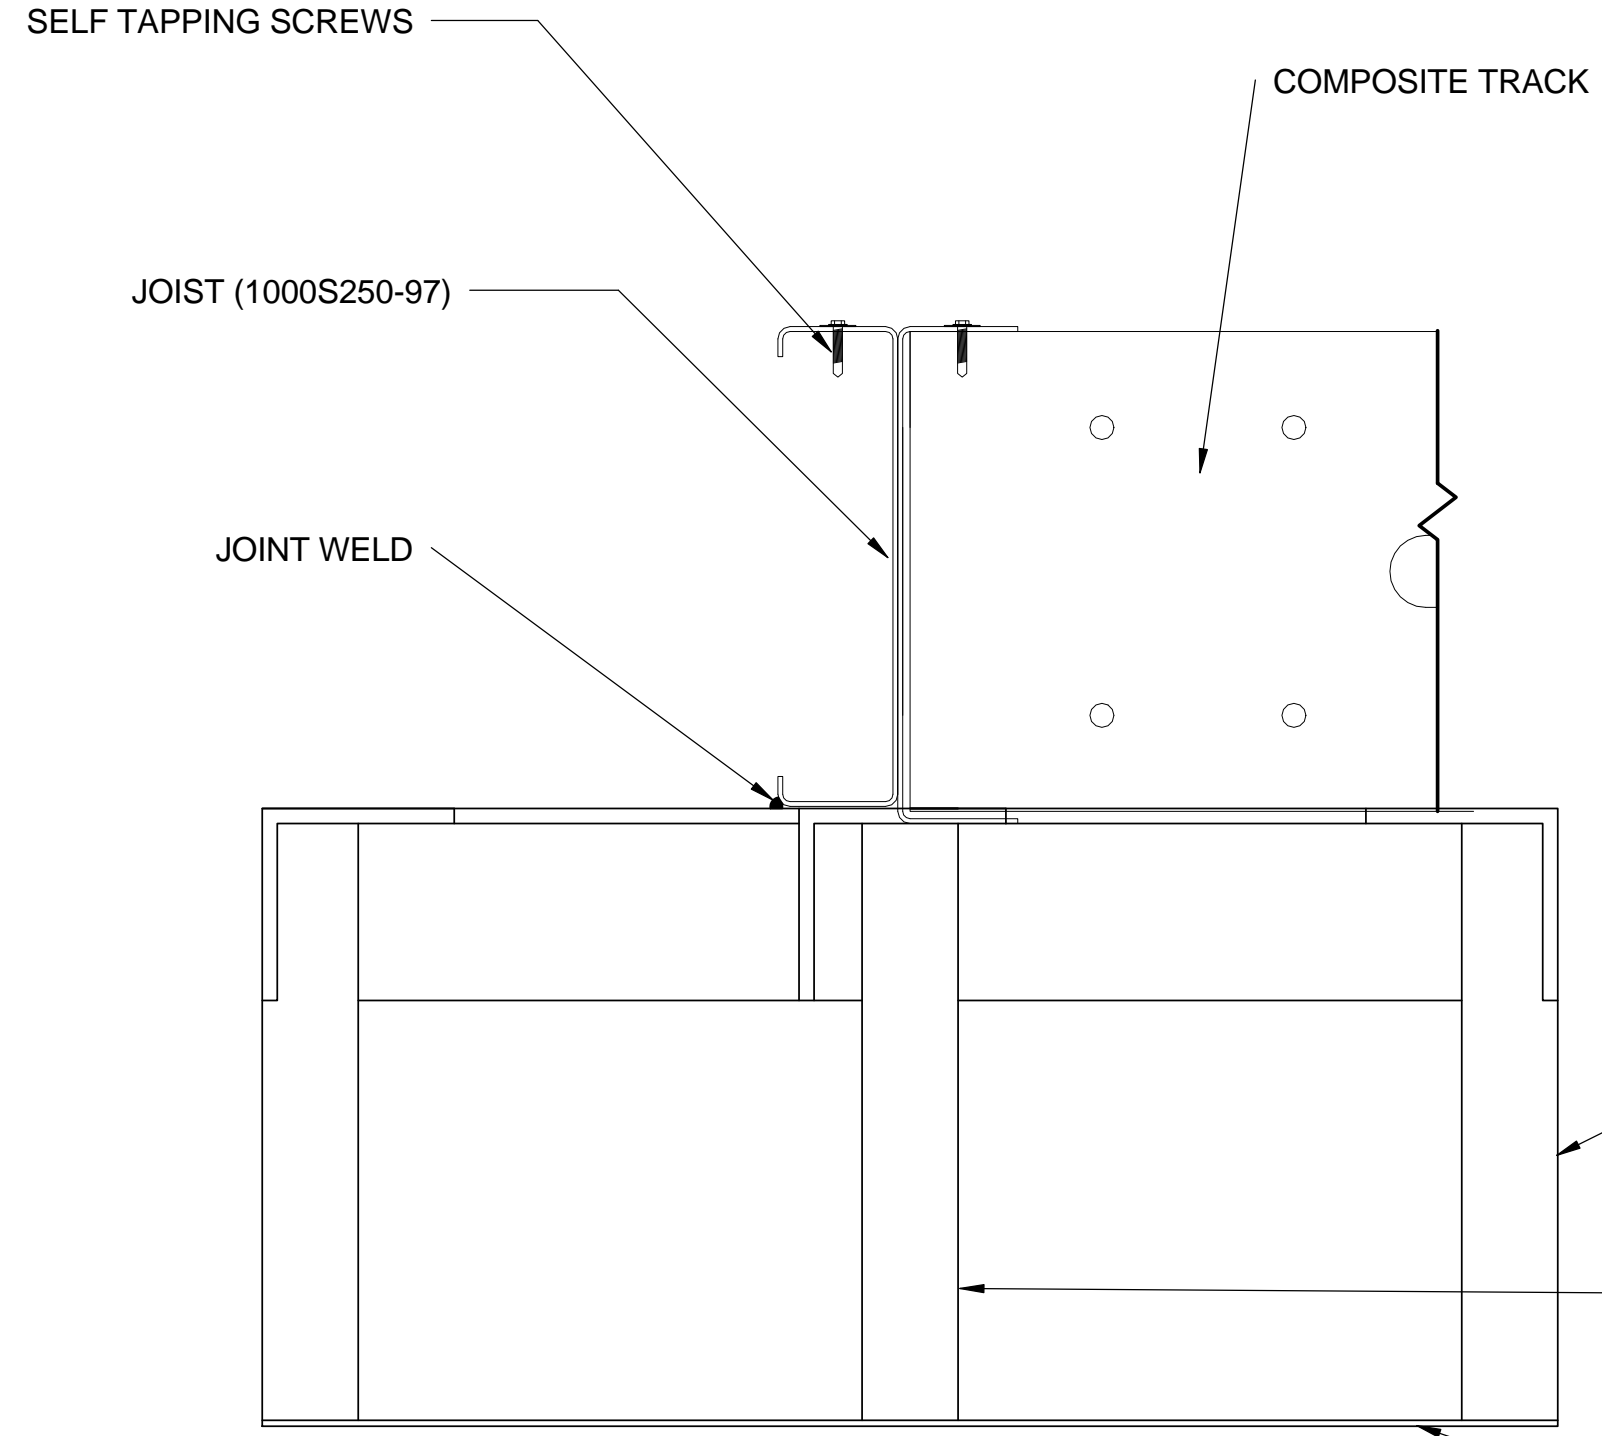 SELF TAPPING SCREWS
COMPOSITE TRACK
JOIST (1000S250-97)
JOINT WELD